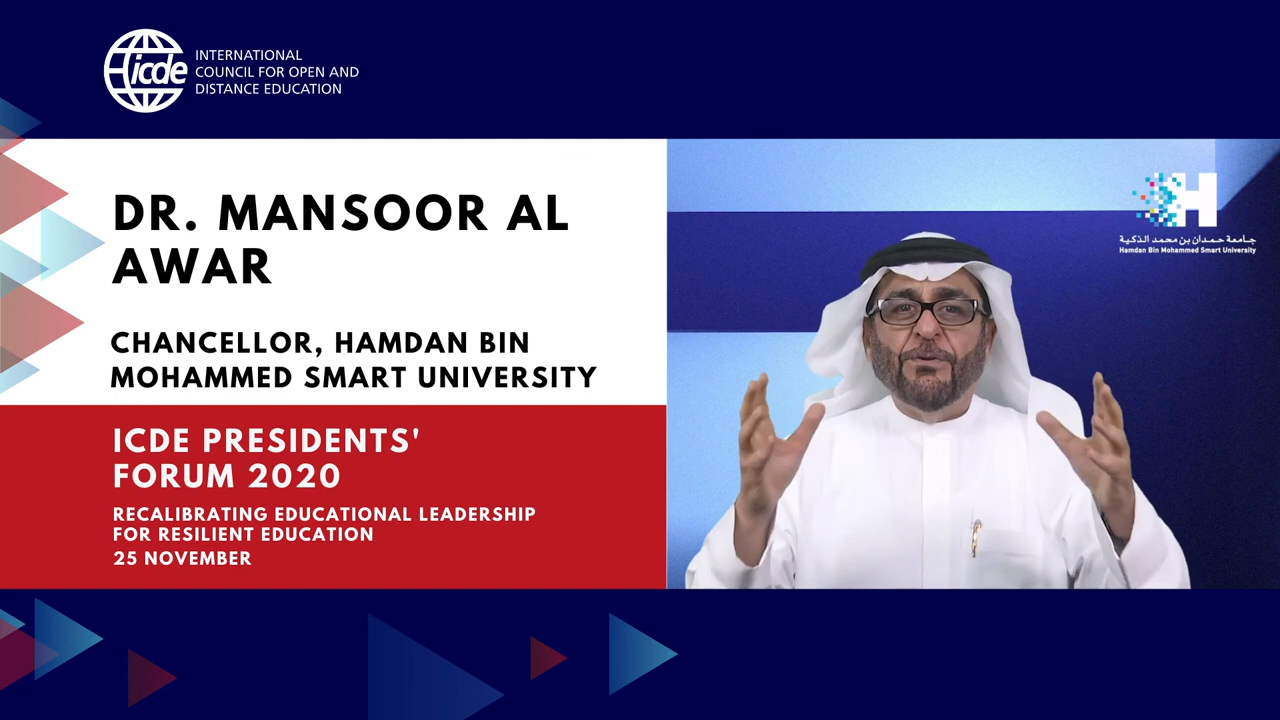 icde
INTERNATIONAL
COUNCIL FOR OPEN AND
DISTANCE EDUCATION
DR. MANSOOR AL
AWAR
CHANCELLOR, HAMDAN BIN
MOHAMMED SMART UNIVERSITY
ICDE PRESIDENTS'
FORUM 2020
RECALIBRATING EDUCATIONAL LEADERSHIP
FOR RESILIENT EDUCATION
25 NOVEMBER
H
جامعة حمدان بن محمد الذكية
Hamdan Bin Mohammed Smart University